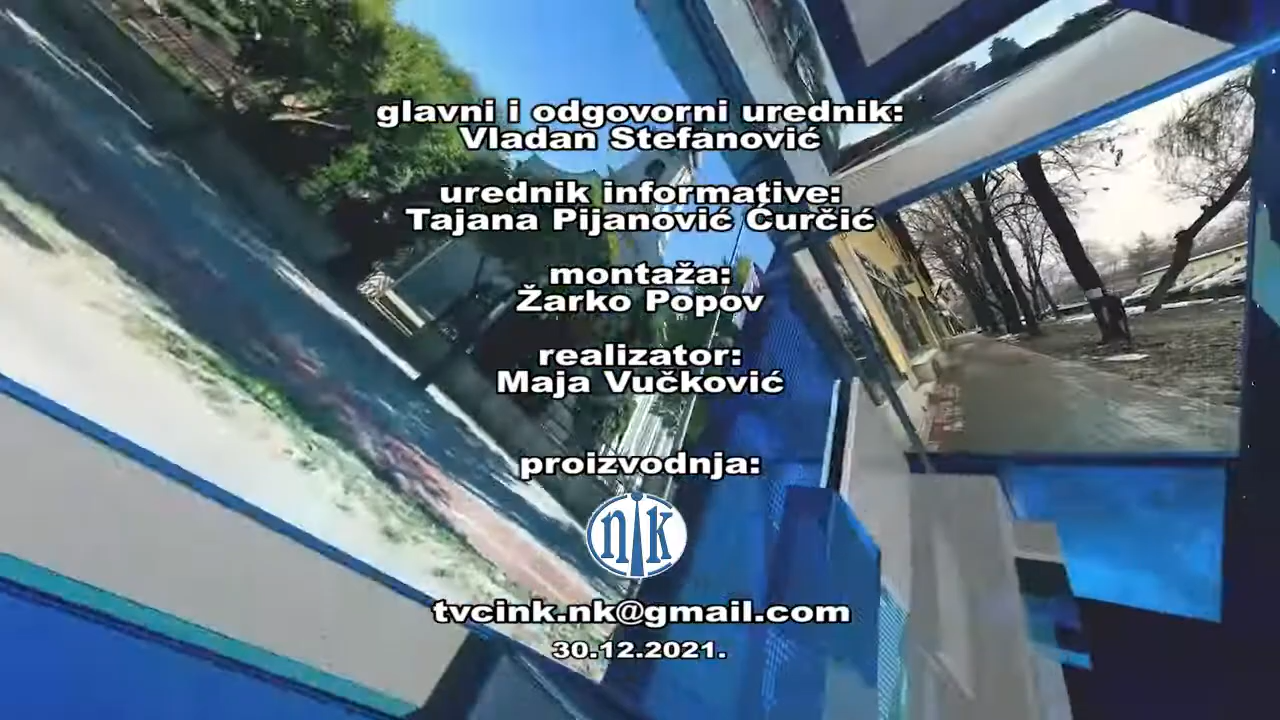 glavni i odgovorni urednik:
Vladan Stefanović
urednik informative:
Tajana Pijanović Ćurčić
montaža:
Žarko Popov
realizator:
Maja Vučković
proizvodnja:
nk
tvcink.nk@gmail.com
30.12.2021.